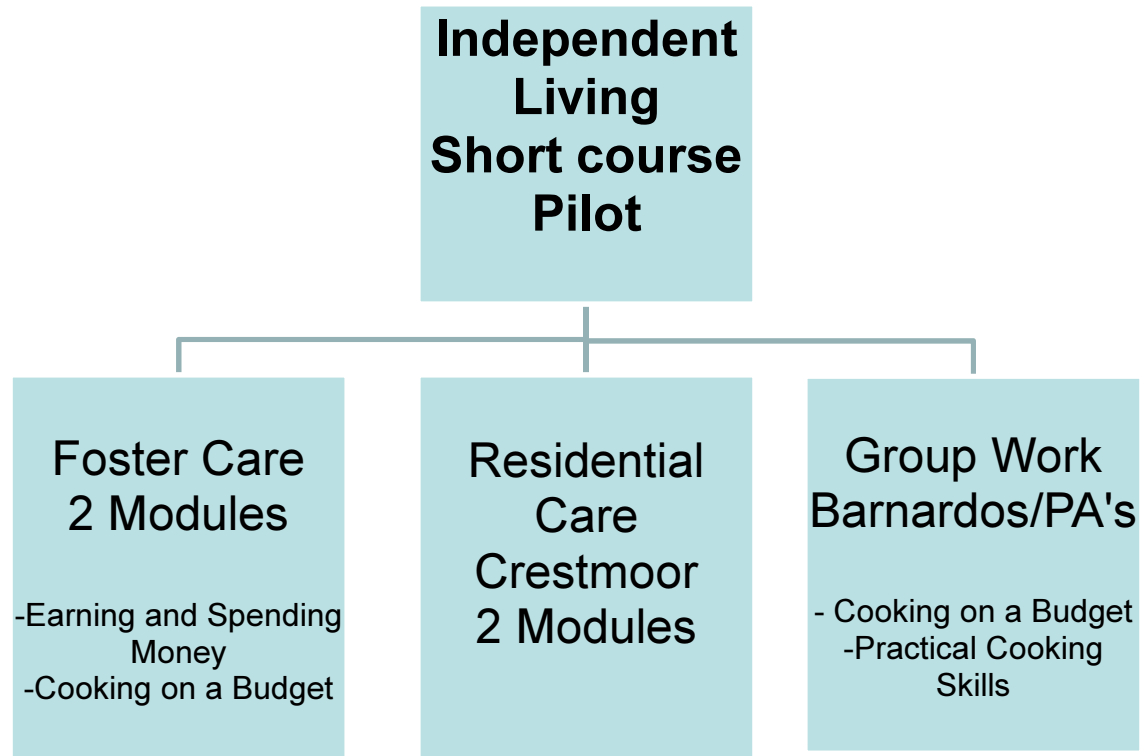 Independent
Living
Short course
Pilot
Foster Care
2 Modules
-Earning and Spending
Money
-Cooking on a Budget
Residential
Care
Crestmoor
2 Modules
Group Work
Barnardos/PA's
- Cooking on a Budget
-Practical Cooking
Skills